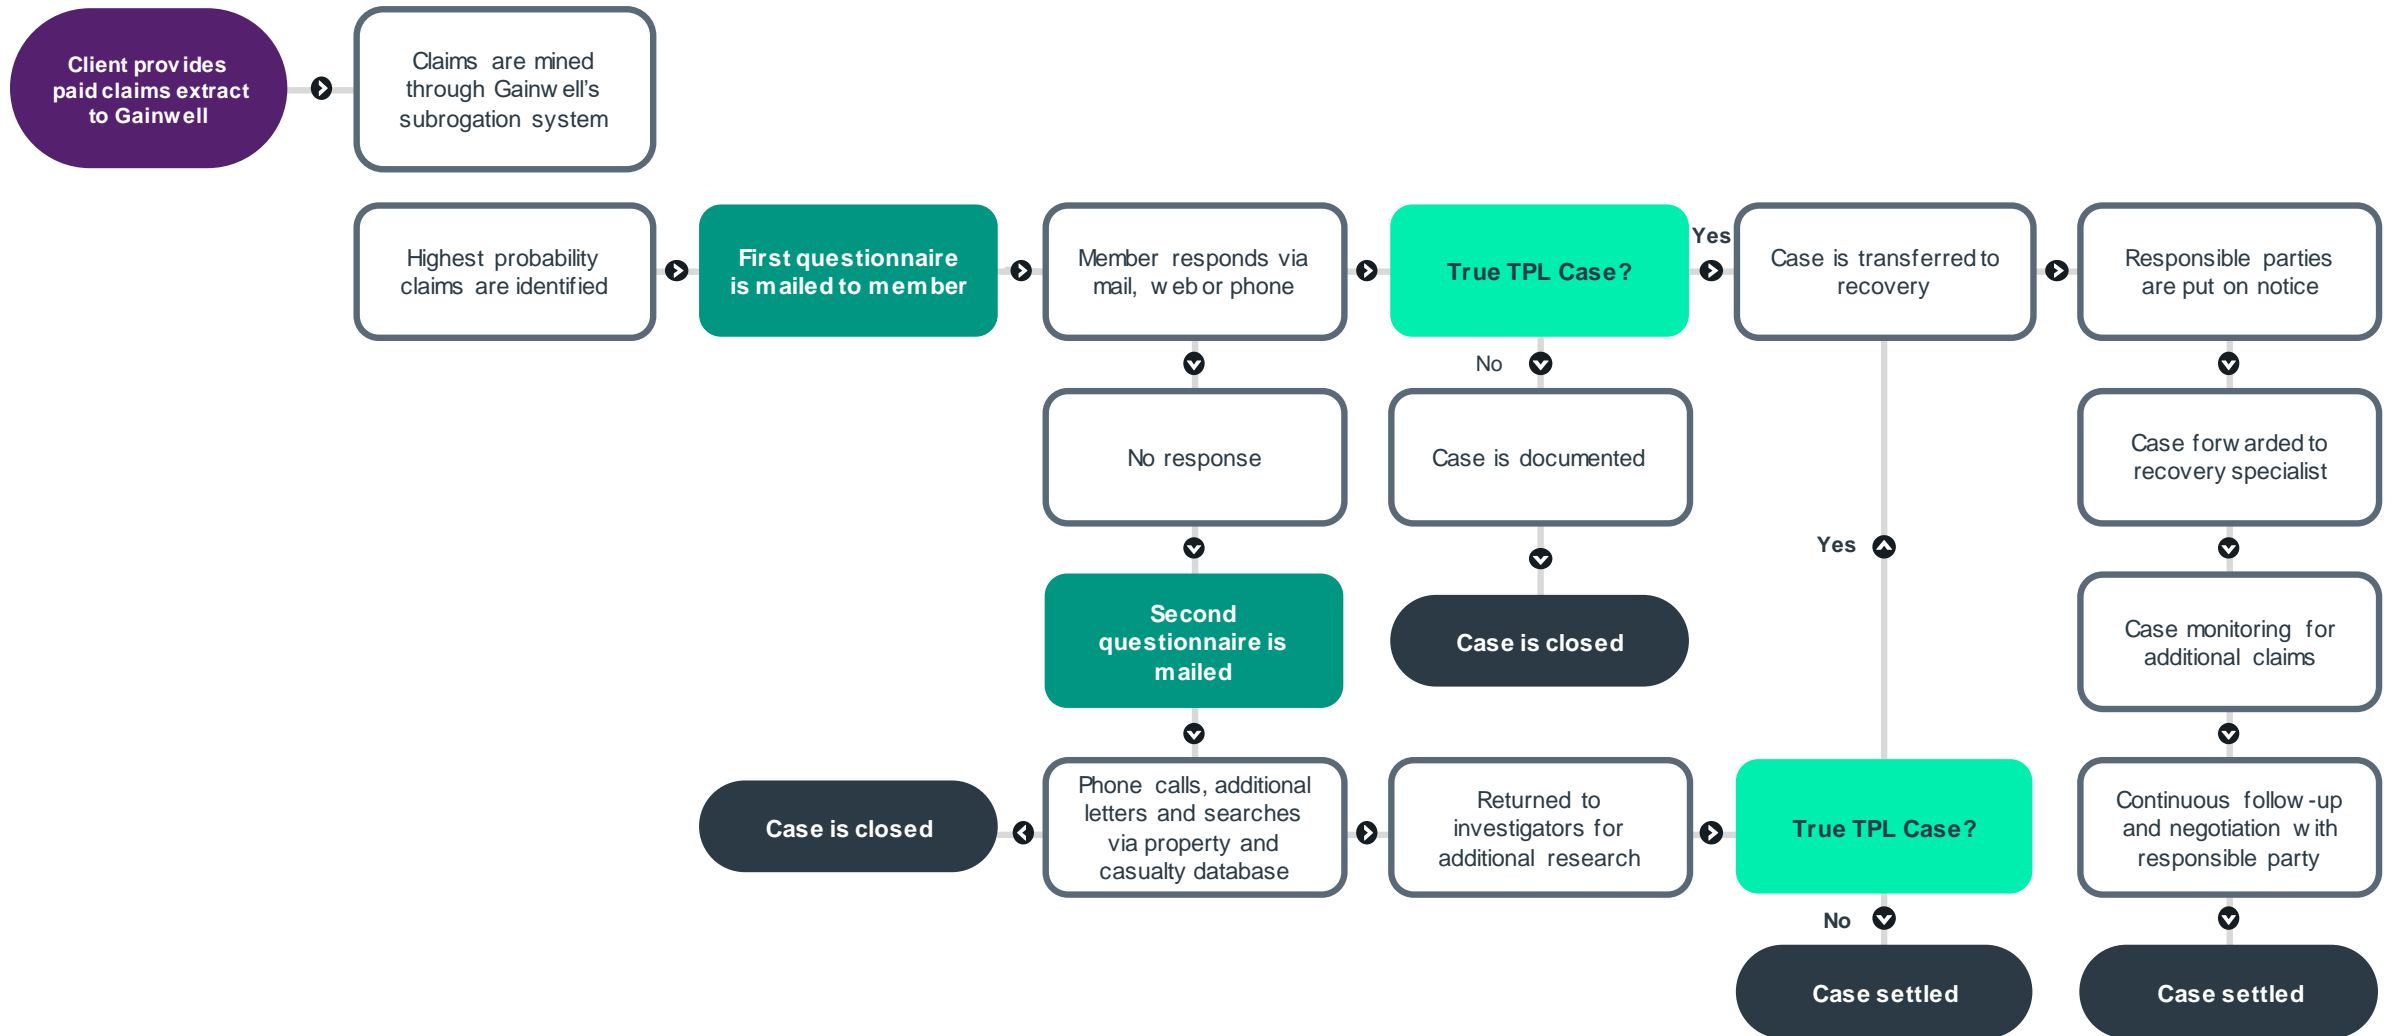 Client provides
paid claims extract
to Gainwell
Claims are mined
through Gainwell's
subrogation system
Highest probability
claims are identified
First questionnaire
is mailed to member
Member responds via
mail, web or phone
True TPL Case?
Yes
Case is transferred to
recovery
Responsible parties
are put on notice
No
No response
Case is documented
Case forwarded to
recovery specialist
Yes
Second
questionnaire is
mailed
Case is closed
Case monitoring for
additional claims
Case is closed
Phone calls, additional
letters and searches
via property and
casualty database
Returned to
investigators for
additional research
True TPL Case?
Continuous follow-up
and negotiation with
responsible party
No
Case settled
Case settled